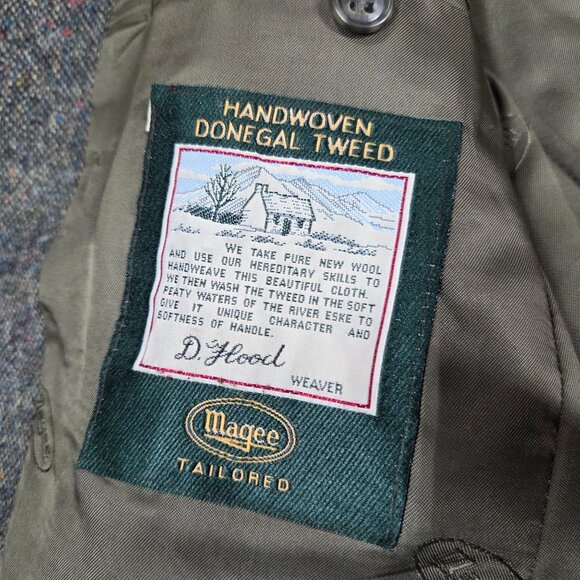 HANDWOVEN
DONEGAL TWEED
WE TAKE PURE NEW WOOL
AND USE OUR HEREDITARY SKILLS TO
HANDWEAVE THIS BEAUTIFUL CLOTH.
WE THEN WASH THE TWEED IN THE SOFT
PEATY WATERS OF THE RIVER ESKE TO
GIVE IT UNIQUE CHARACTER AND
SOFTNESS OF HANDLE.
D. Flood
WEAVER
Magee
TAILORED